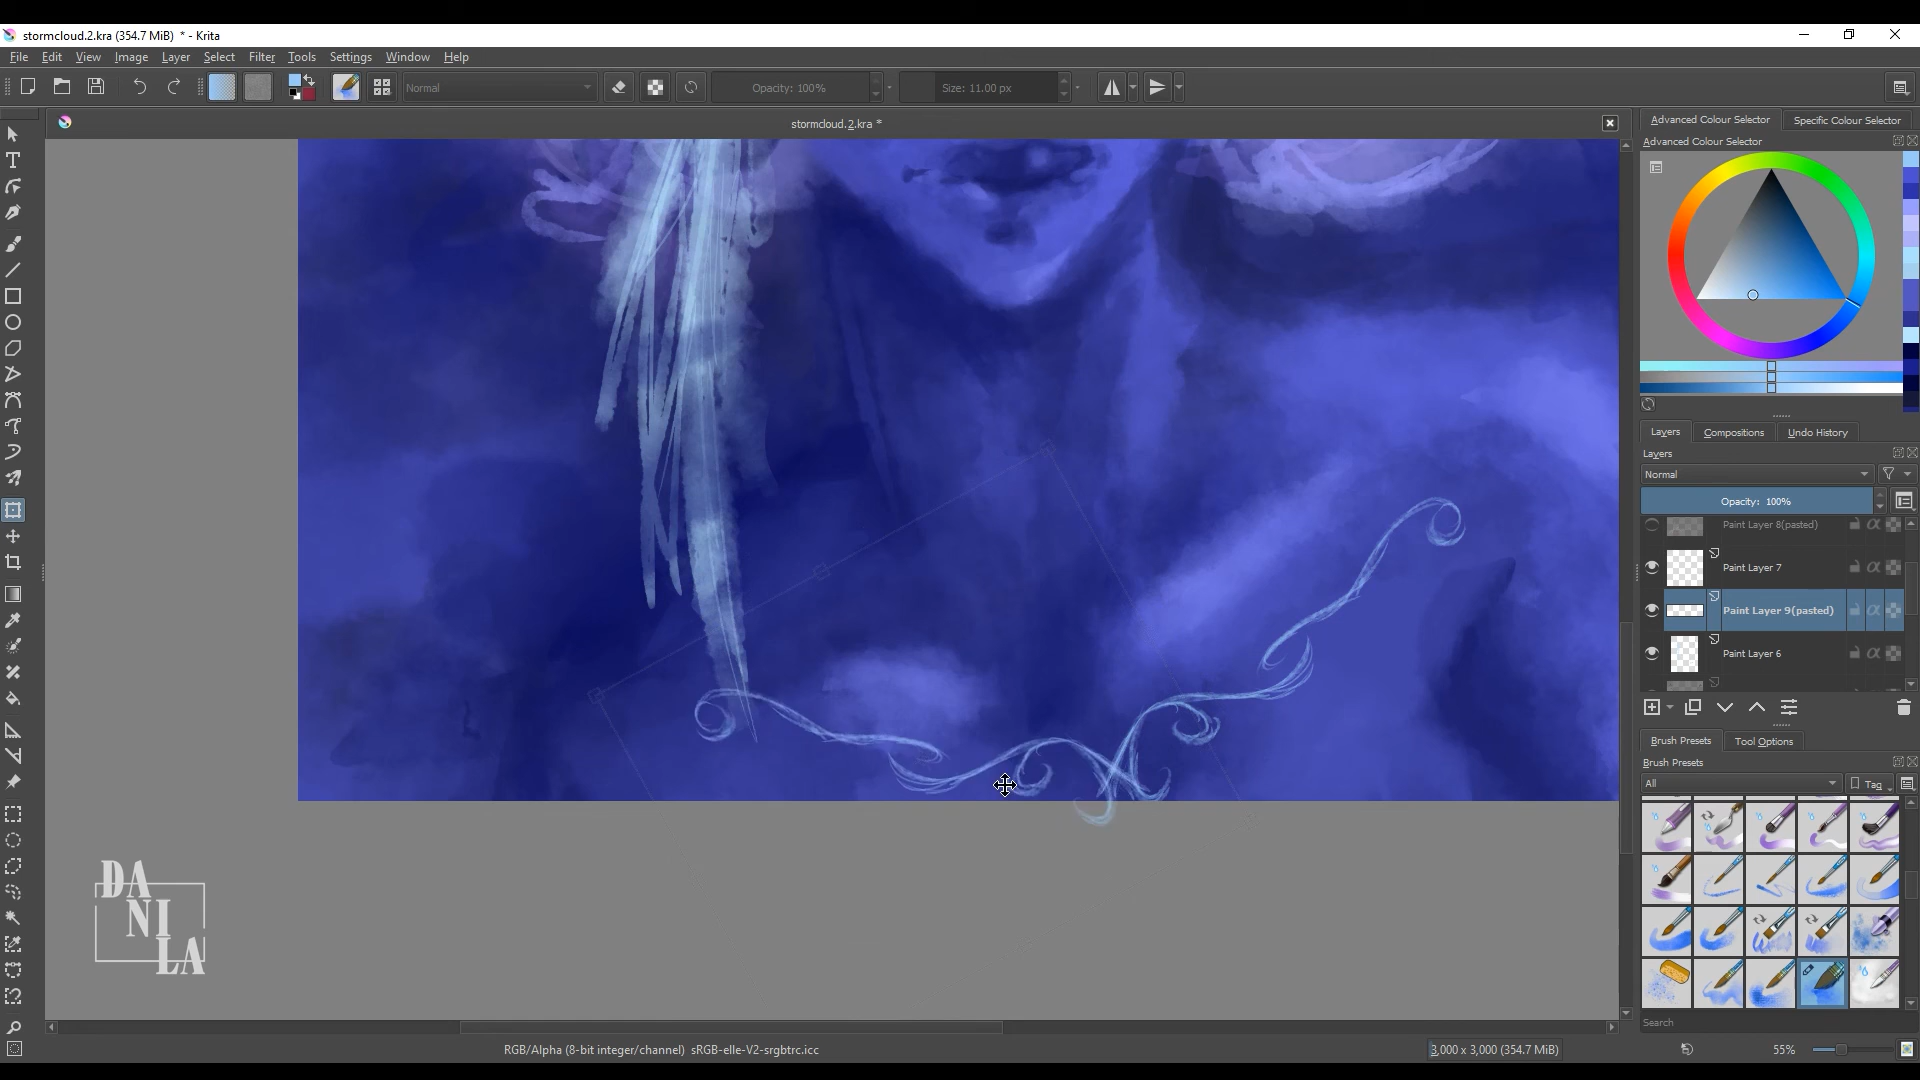 stormcloud.2.kra (354.7 MiB) * - Krita
File Edit View Image Layer Select Filter Tools Settings Window Help
Normal
Opacity: 100%
Size: 11.00 px
stormcloud.2.kra *
Advanced Colour Selector
Specific Colour Selector
Advanced Colour Selector
Layers
Compositions
Undo History
Layers
Normal
Opacity: 100%
Paint Layer 8(pasted)
Paint Layer 7
Paint Layer 9(pasted)
Paint Layer 6
Brush Presets
Tool Options
Brush Presets
All
Tag
Search
DA
NI
LA
RGB/Alpha (8-bit integer/channel) sRGB-elle-V2-srgbtrc.icc
3,000 x 3,000 (354.7 MiB)
55%